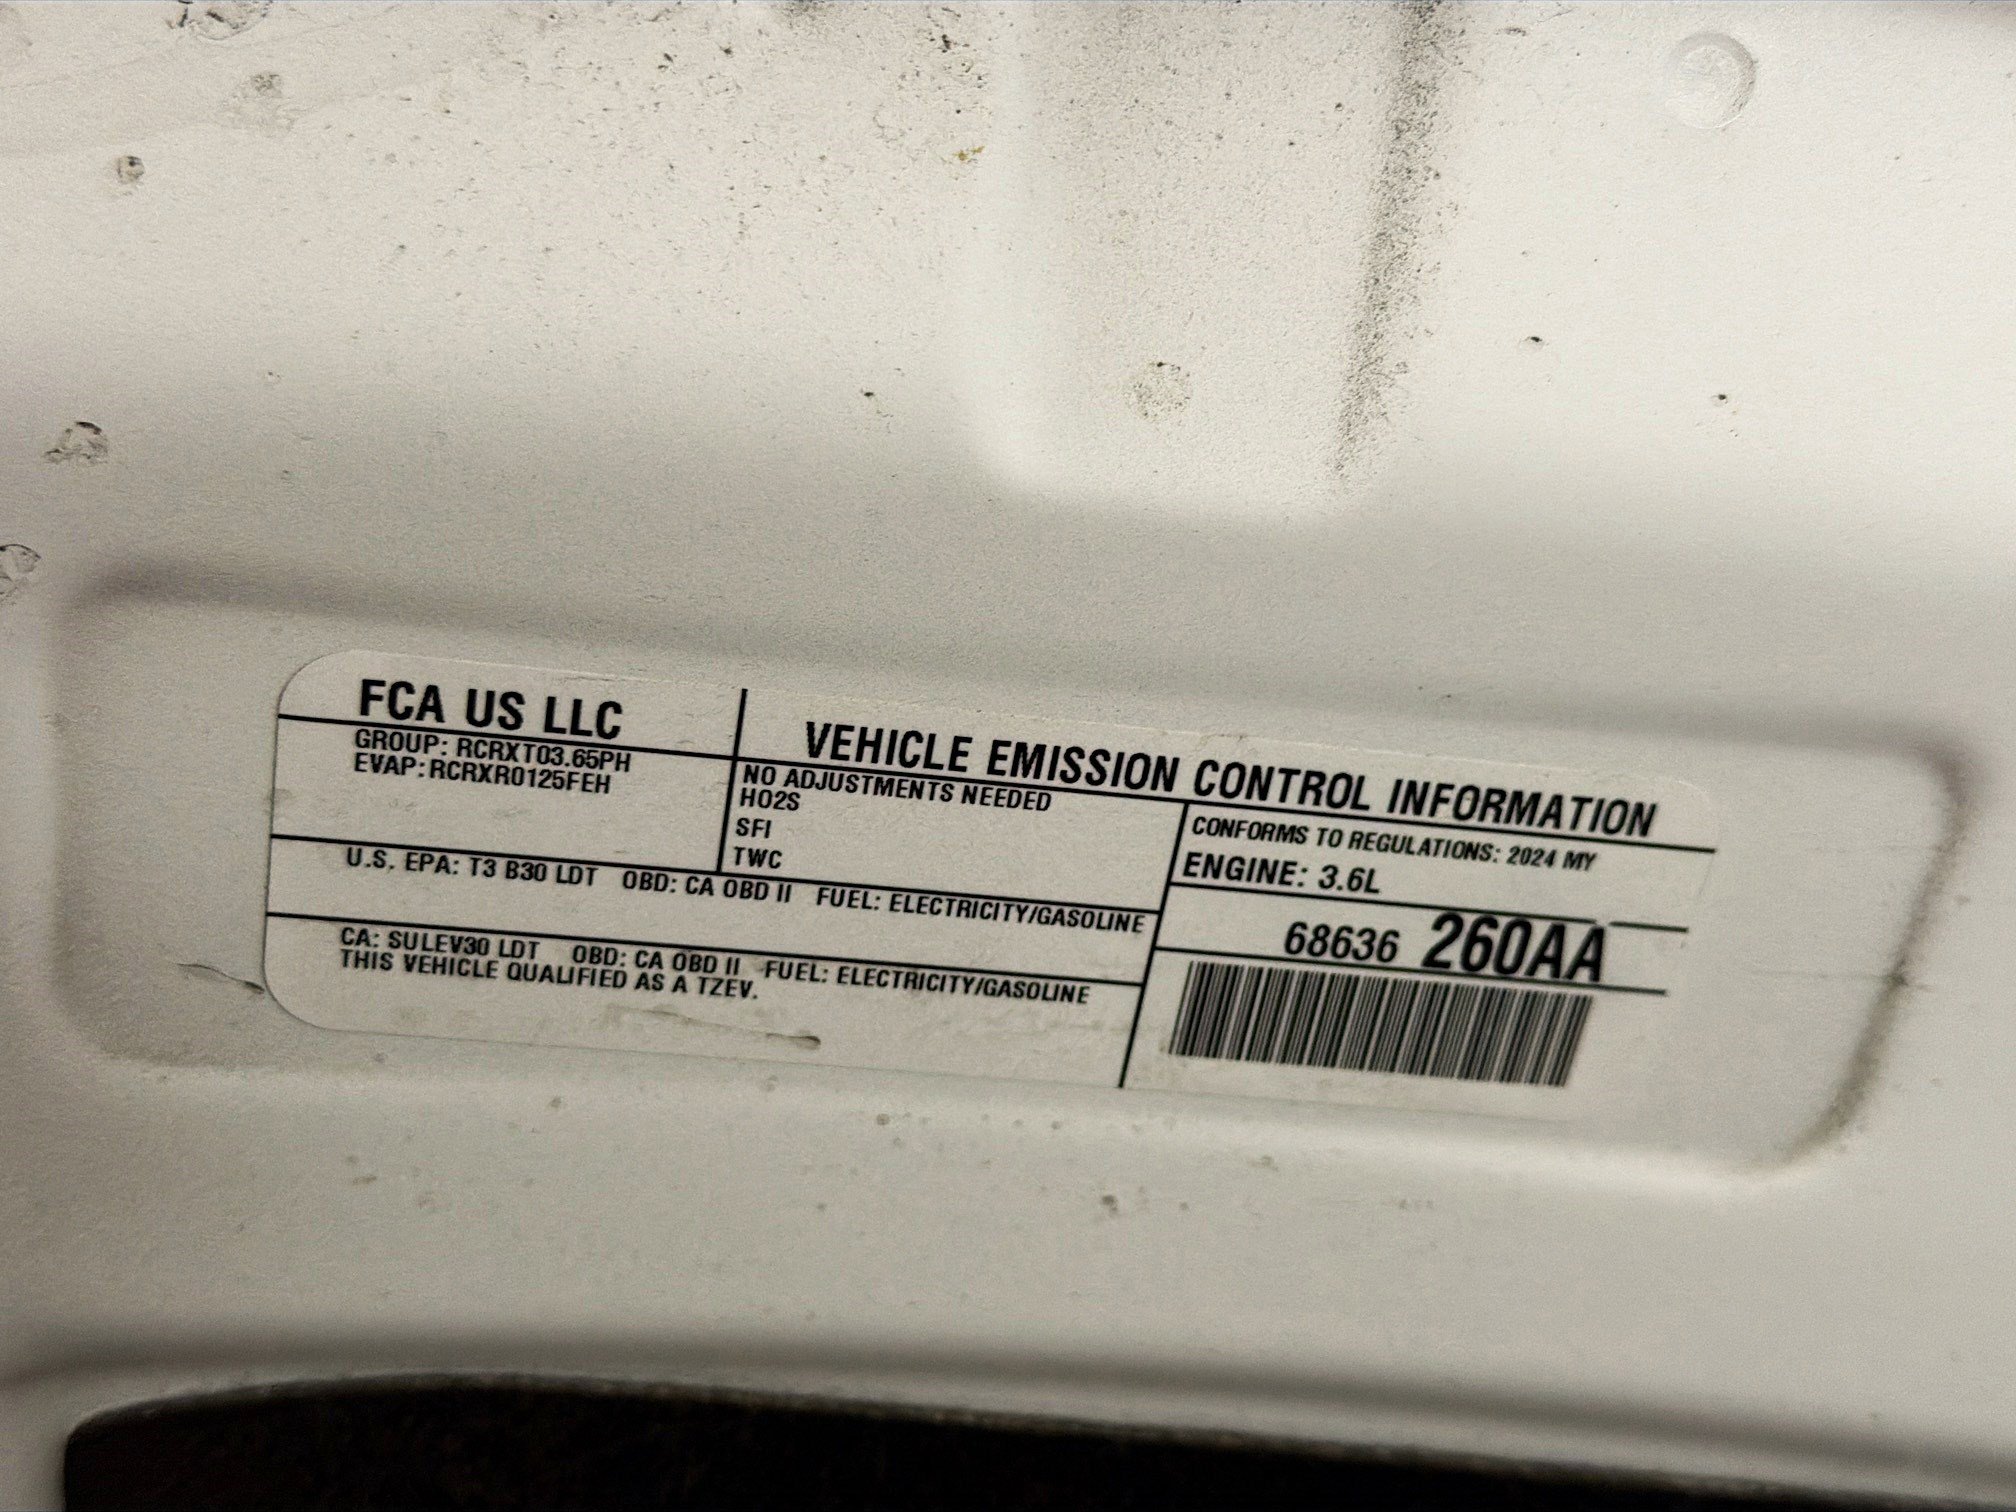 FCA US LLC
VEHICLE EMISSION CONTROL INFORMATION
GROUP: RCRXT03.65PH
EVAP: RCRXR0125FEH
NO ADJUSTMENTS NEEDED
HO2S
SFI
TWC
CONFORMS TO REGULATIONS: 2024 MY
ENGINE: 3.6L
U.S. EPA: T3 B30 LDT OBD: CA OBD II FUEL: ELECTRICITY/GASOLINE
68636 260AA
CA: SULEV30 LDT OBD: CA OBD II FUEL: ELECTRICITY/GASOLINE
THIS VEHICLE QUALIFIED AS A TZEV.